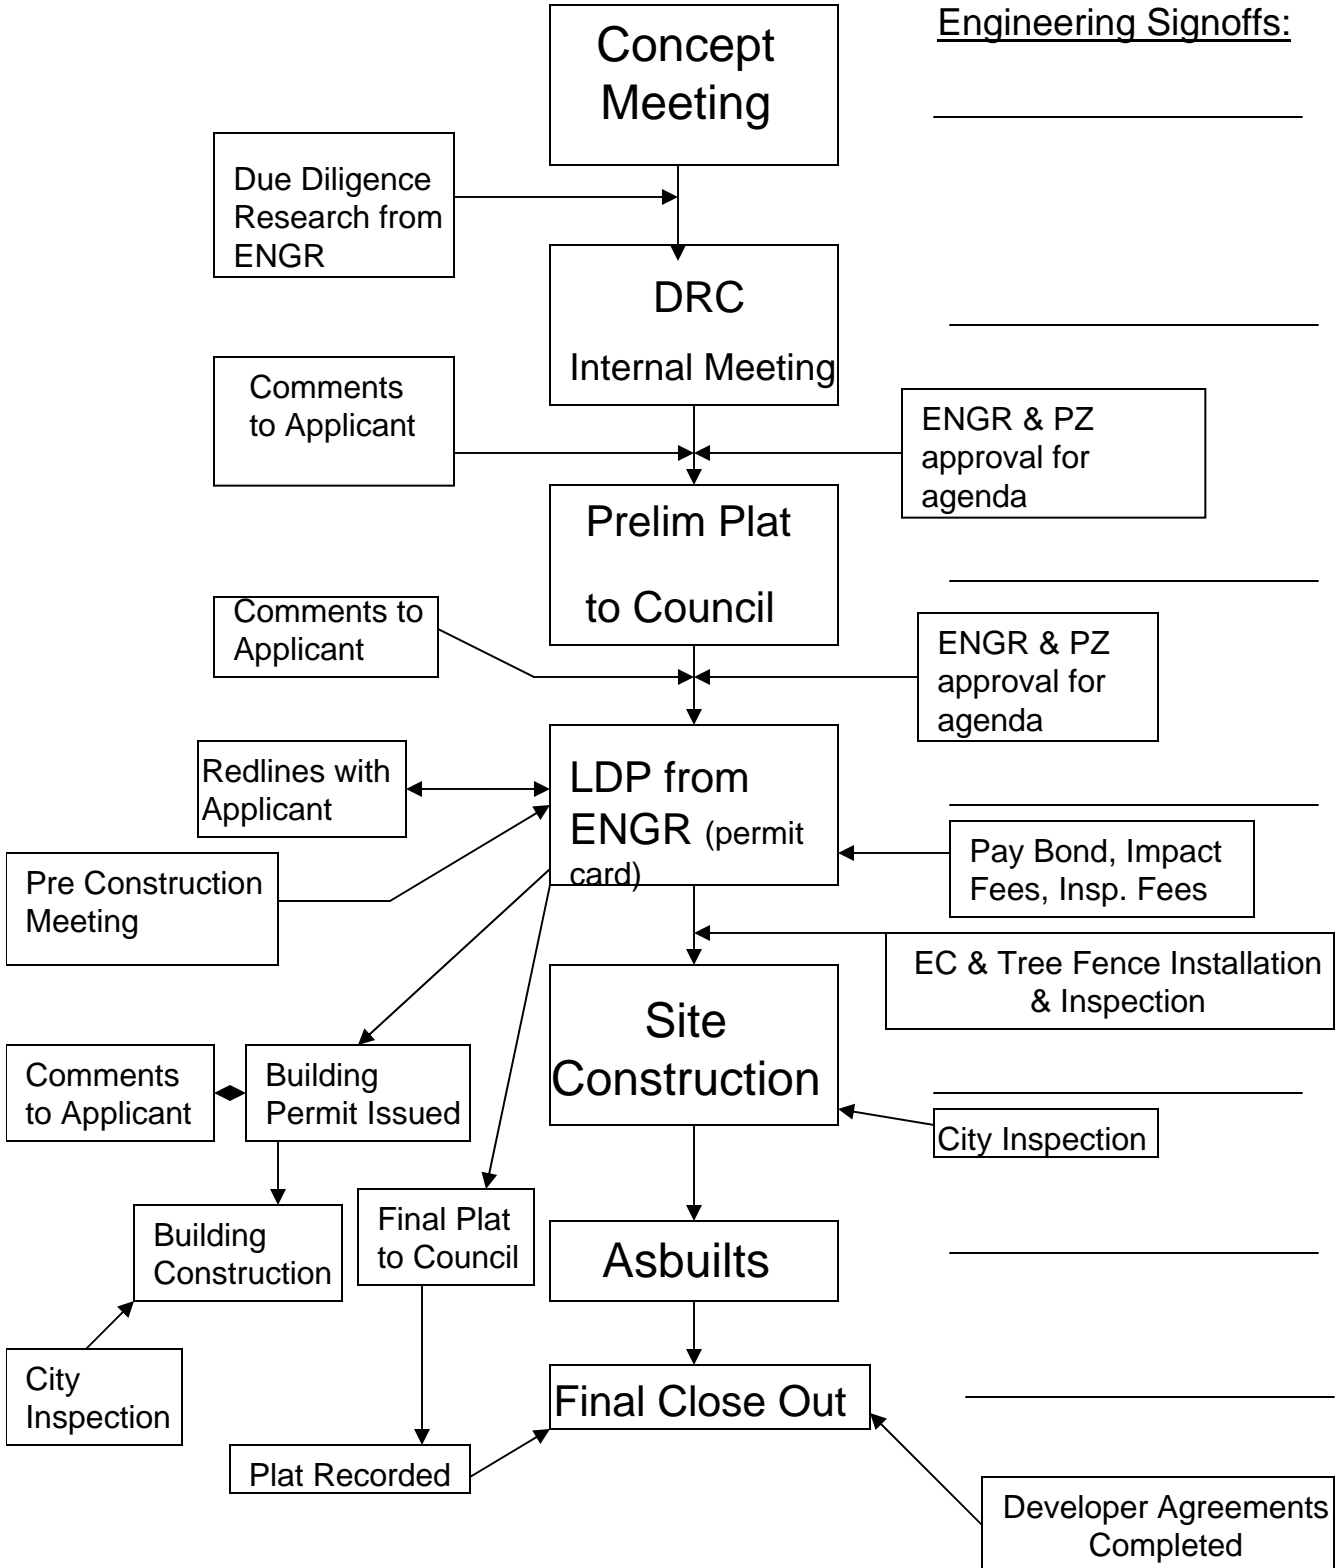 Concept
Meeting
Engineering Signoffs:
Due Diligence
Research from
ENGR
DRC
Internal Meeting
Comments
to Applicant
ENGR & PZ
approval for
agenda
Prelim Plat
to Council
Comments to
Applicant
ENGR & PZ
approval for
agenda
Redlines with
Applicant
LDP from
ENGR (permit
card)
Pay Bond, Impact
Fees, Insp. Fees
Pre Construction
Meeting
EC & Tree Fence Installation
& Inspection
Site
Construction
Comments
to Applicant
Building
Permit Issued
City Inspection
Building
Construction
Final Plat
to Council
Asbuilts
City
Inspection
Final Close Out
Plat Recorded
Developer Agreements
Completed